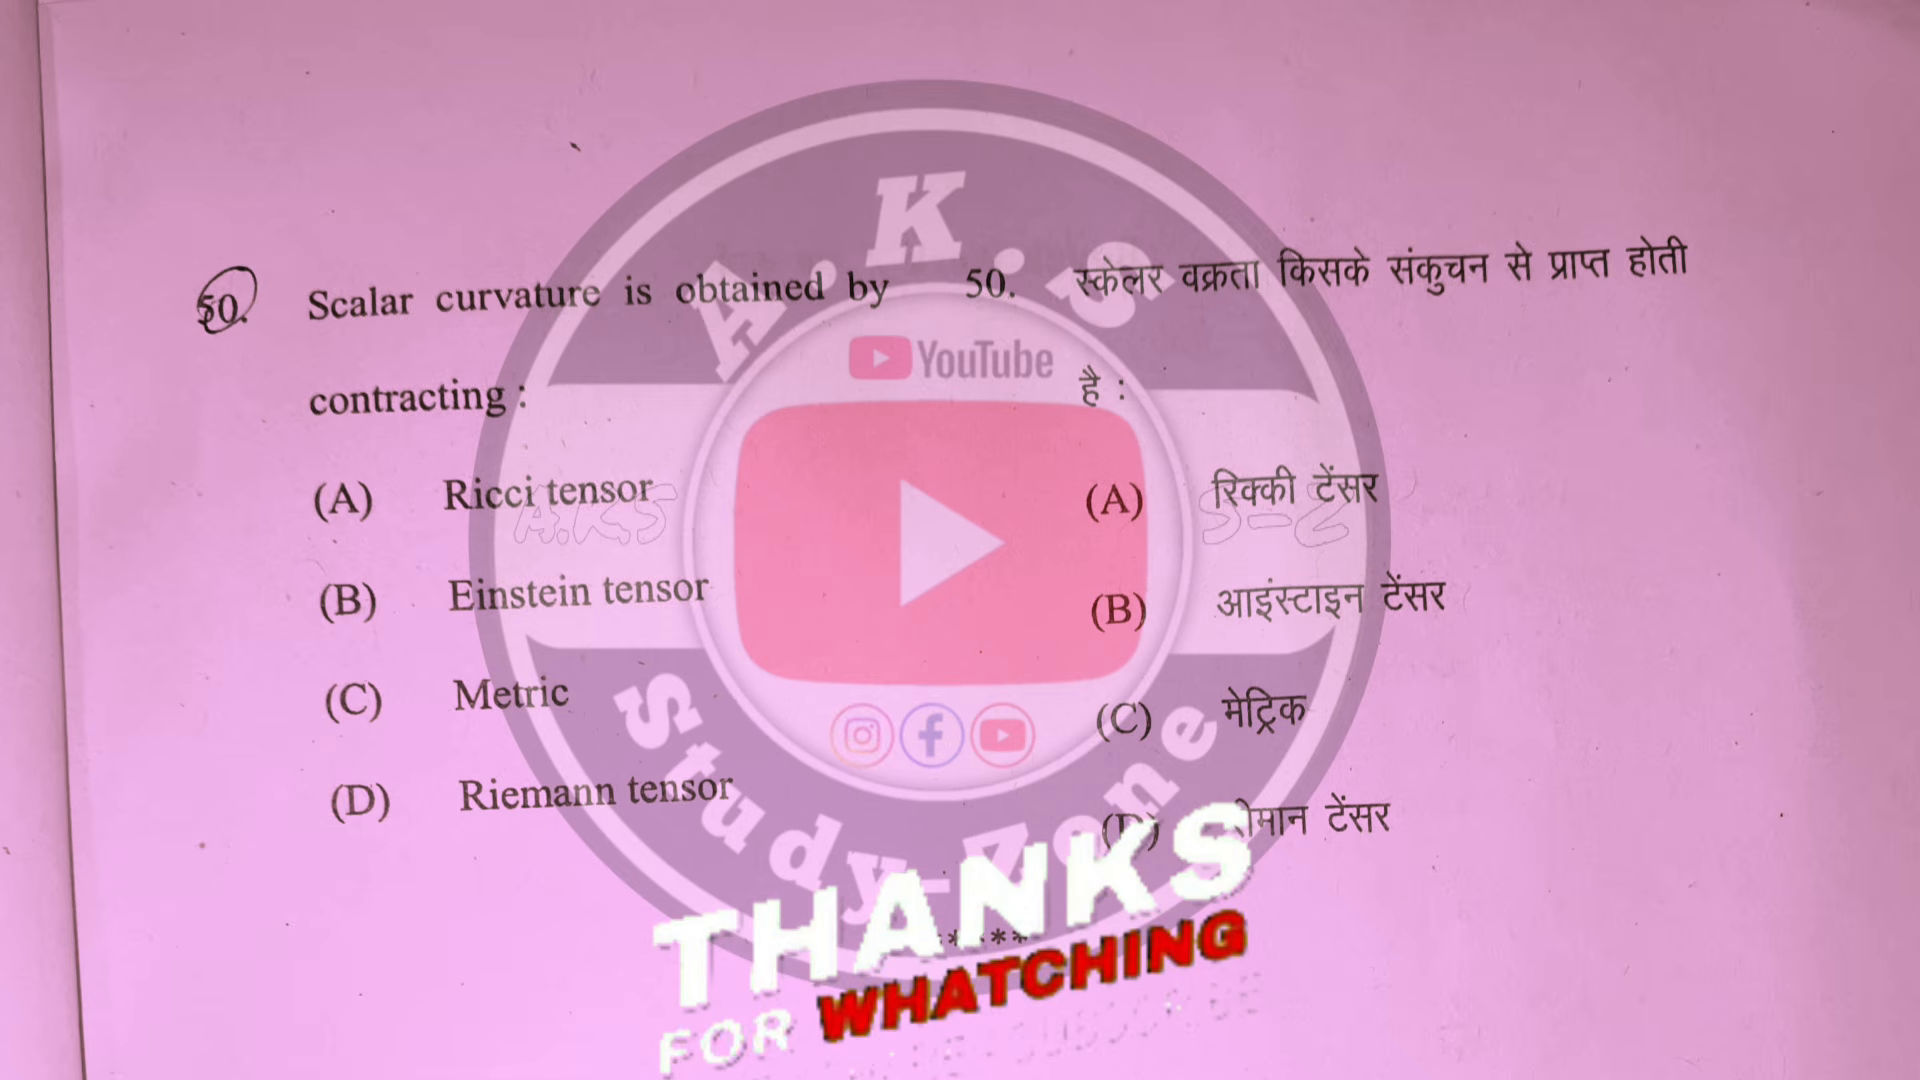 A.K.S
50. Scalar curvature is obtained by
contracting :
(A) Ricci tensor
(B) Einstein tensor
(C) Metric
(D) Riemann tensor
50. स्केलर वक्रता किसके संकुचन से प्राप्त होती
है :
(A) रिक्की टेंसर
(B) आइंस्टाइन टेंसर
(C) मेट्रिक
(D) टेंसर
YouTube
A.K.S
S-Z
Study-Zone
*****
THANKS
FOR WHATCHING